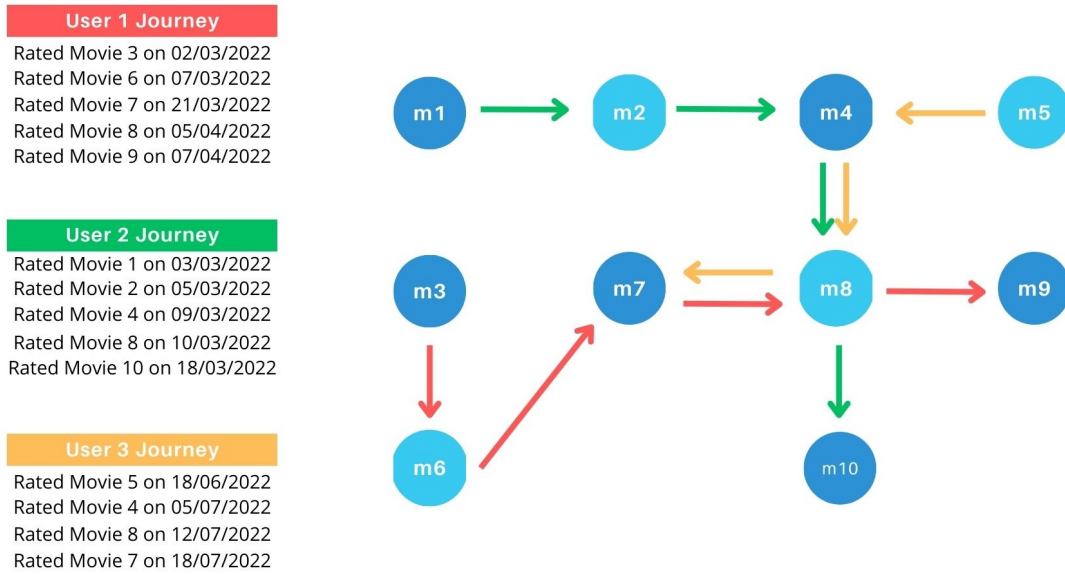 User 1 Journey
Rated Movie 3 on 02/03/2022
Rated Movie 6 on 07/03/2022
Rated Movie 7 on 21/03/2022
Rated Movie 8 on 05/04/2022
Rated Movie 9 on 07/04/2022
User 2 Journey
Rated Movie 1 on 03/03/2022
Rated Movie 2 on 05/03/2022
Rated Movie 4 on 09/03/2022
Rated Movie 8 on 10/03/2022
Rated Movie 10 on 18/03/2022
User 3 Journey
Rated Movie 5 on 18/06/2022
Rated Movie 4 on 05/07/2022
Rated Movie 8 on 12/07/2022
Rated Movie 7 on 18/07/2022
m1
m2
m4
m5
m3
m7
m8
m9
m6
m10